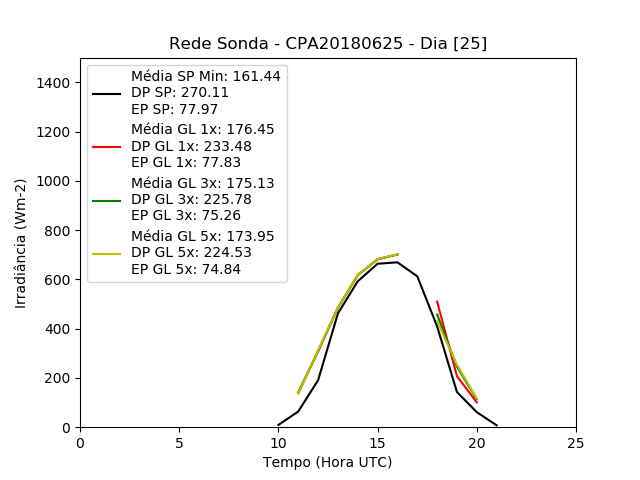 Rede Sonda - CPA20180625 - Dia [25]
Média SP Min: 161.44
DP SP: 270.11
EP SP: 77.97
Média GL 1x: 176.45
DP GL 1x: 233.48
EP GL 1x: 77.83
Média GL 3x: 175.13
DP GL 3x: 225.78
EP GL 3x: 75.26
Média GL 5x: 173.95
DP GL 5x: 224.53
EP GL 5x: 74.84
Irradiância (Wm-2)
1400
1200
1000
800
600
400
200
0
0 5 10 15 20 25
Tempo (Hora UTC)